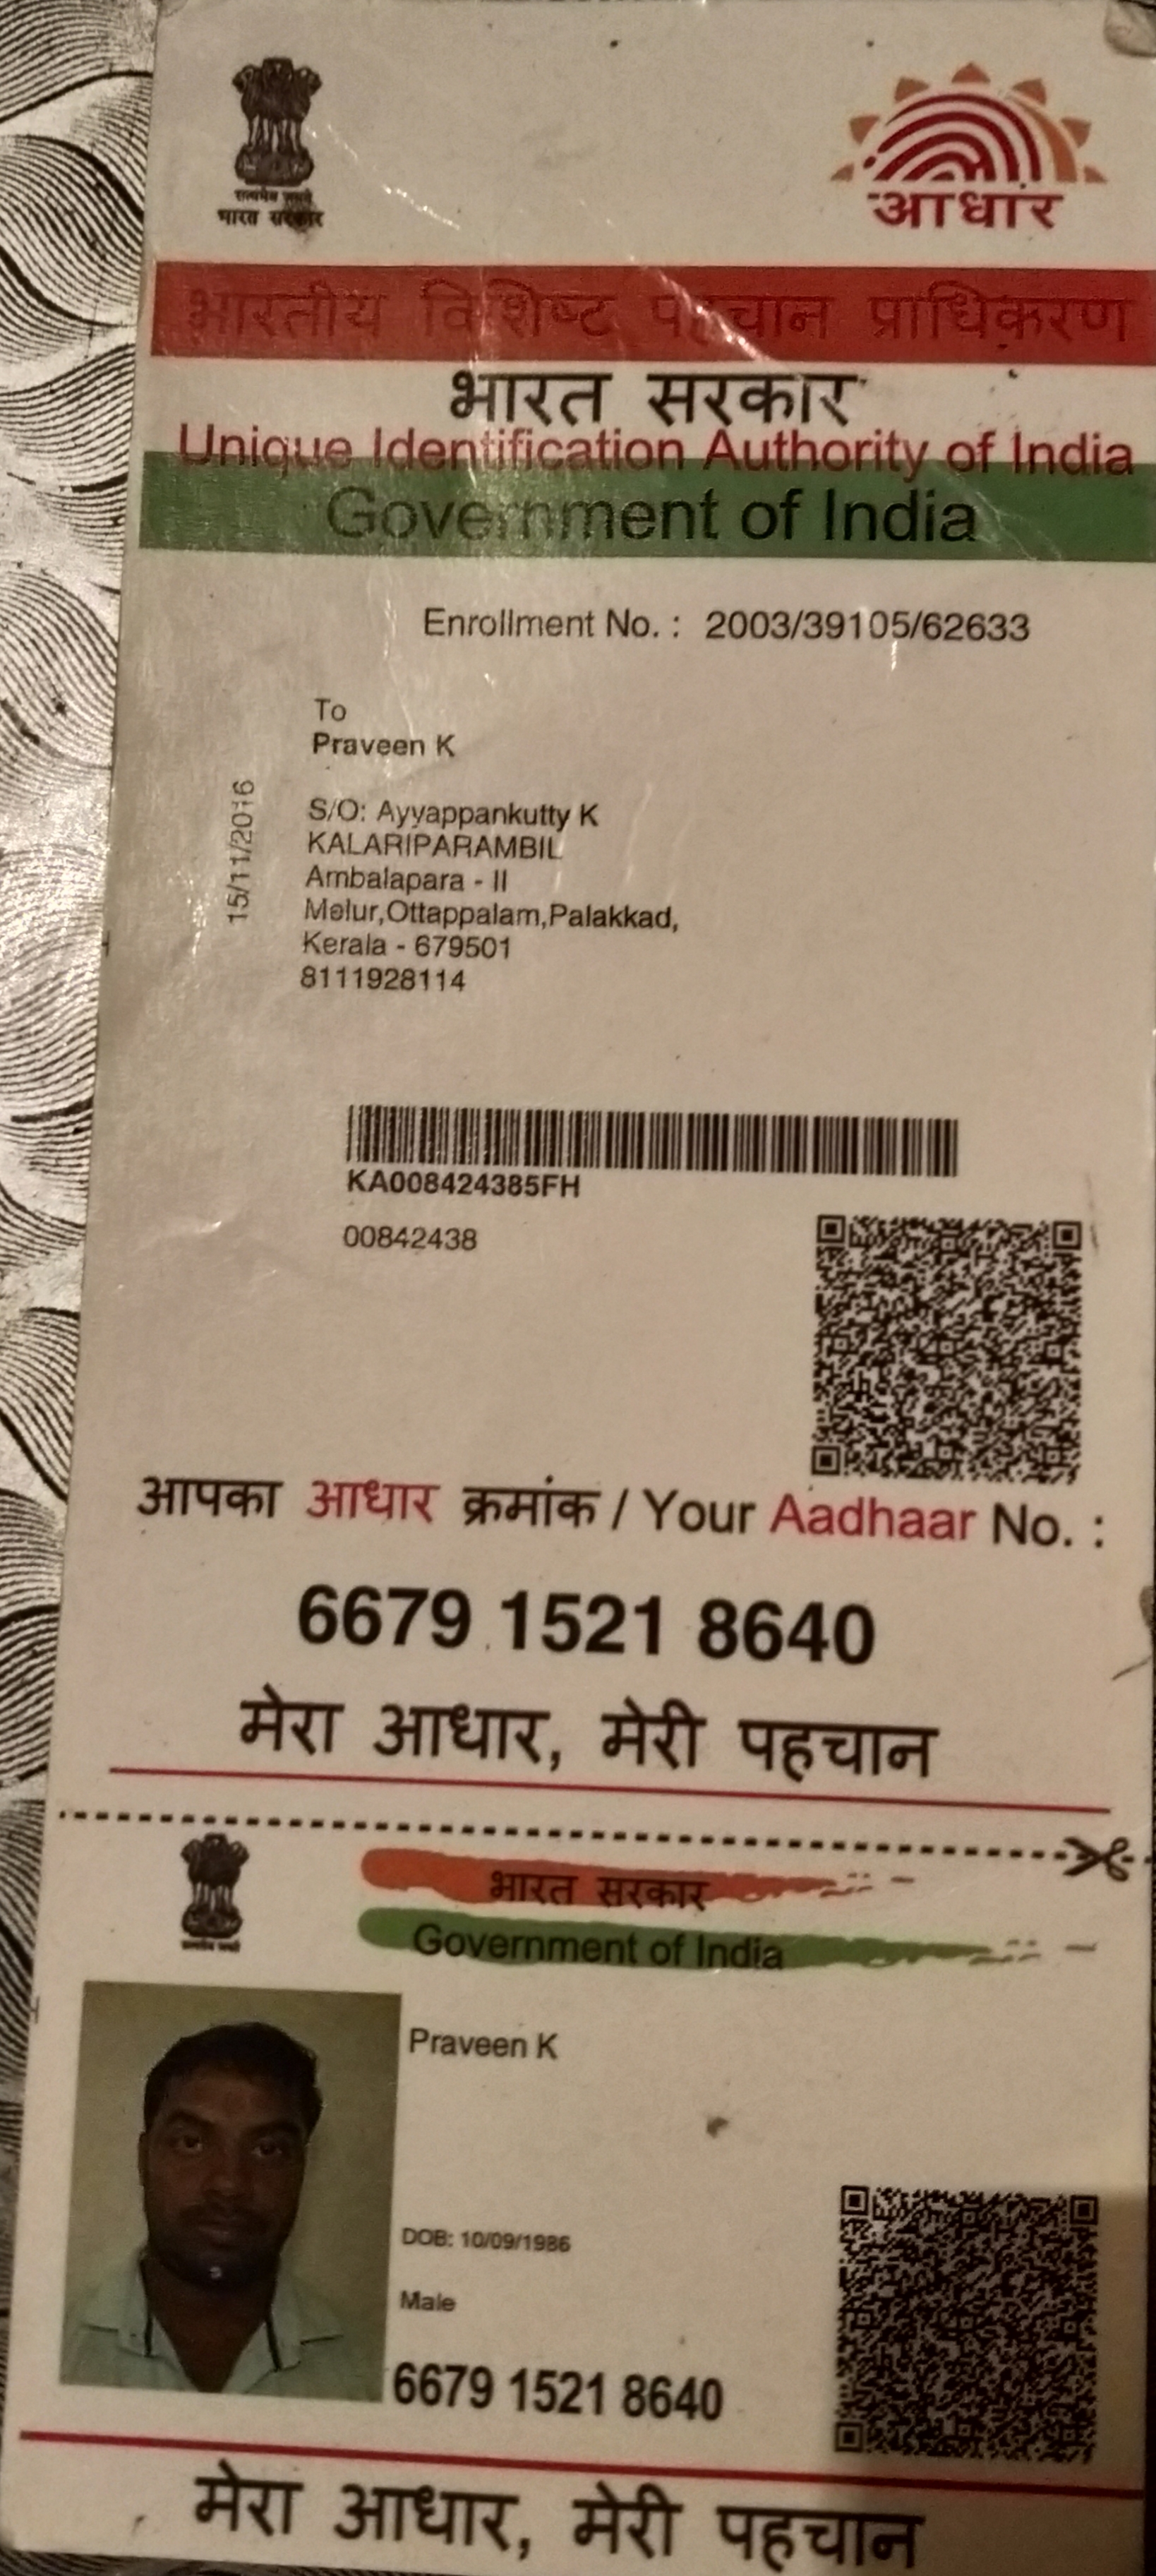 सत्यमेव जयते
भारत सरकार
आधार
भारतीय विशिष्ट पहचान प्राधिकरण
भारत सरकार
Unique Identification Authority of India
Government of India
Enrollment No. : 2003/39105/62633
To
Praveen K
15/11/2016
S/O: Ayyappankutty K
KALARIPARAMBIL
Ambalapara - II
Melur,Ottappalam,Palakkad,
Kerala - 679501
8111928114
KA008424385FH
00842438
आपका आधार क्रमांक / Your Aadhaar No. :
6679 1521 8640
मेरा आधार, मेरी पहचान
भारत सरकार
Government of India
Praveen K
DOB: 10/09/1986
Male
6679 1521 8640
मेरा आधार, मेरी पहचान